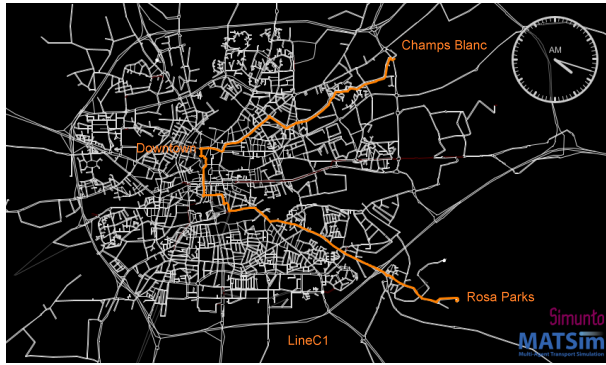 Champs Blanc
AM
Downtown
Rosa Parks
LineC1
Simunto
MATSim
Multi-Agent Transport Simulation